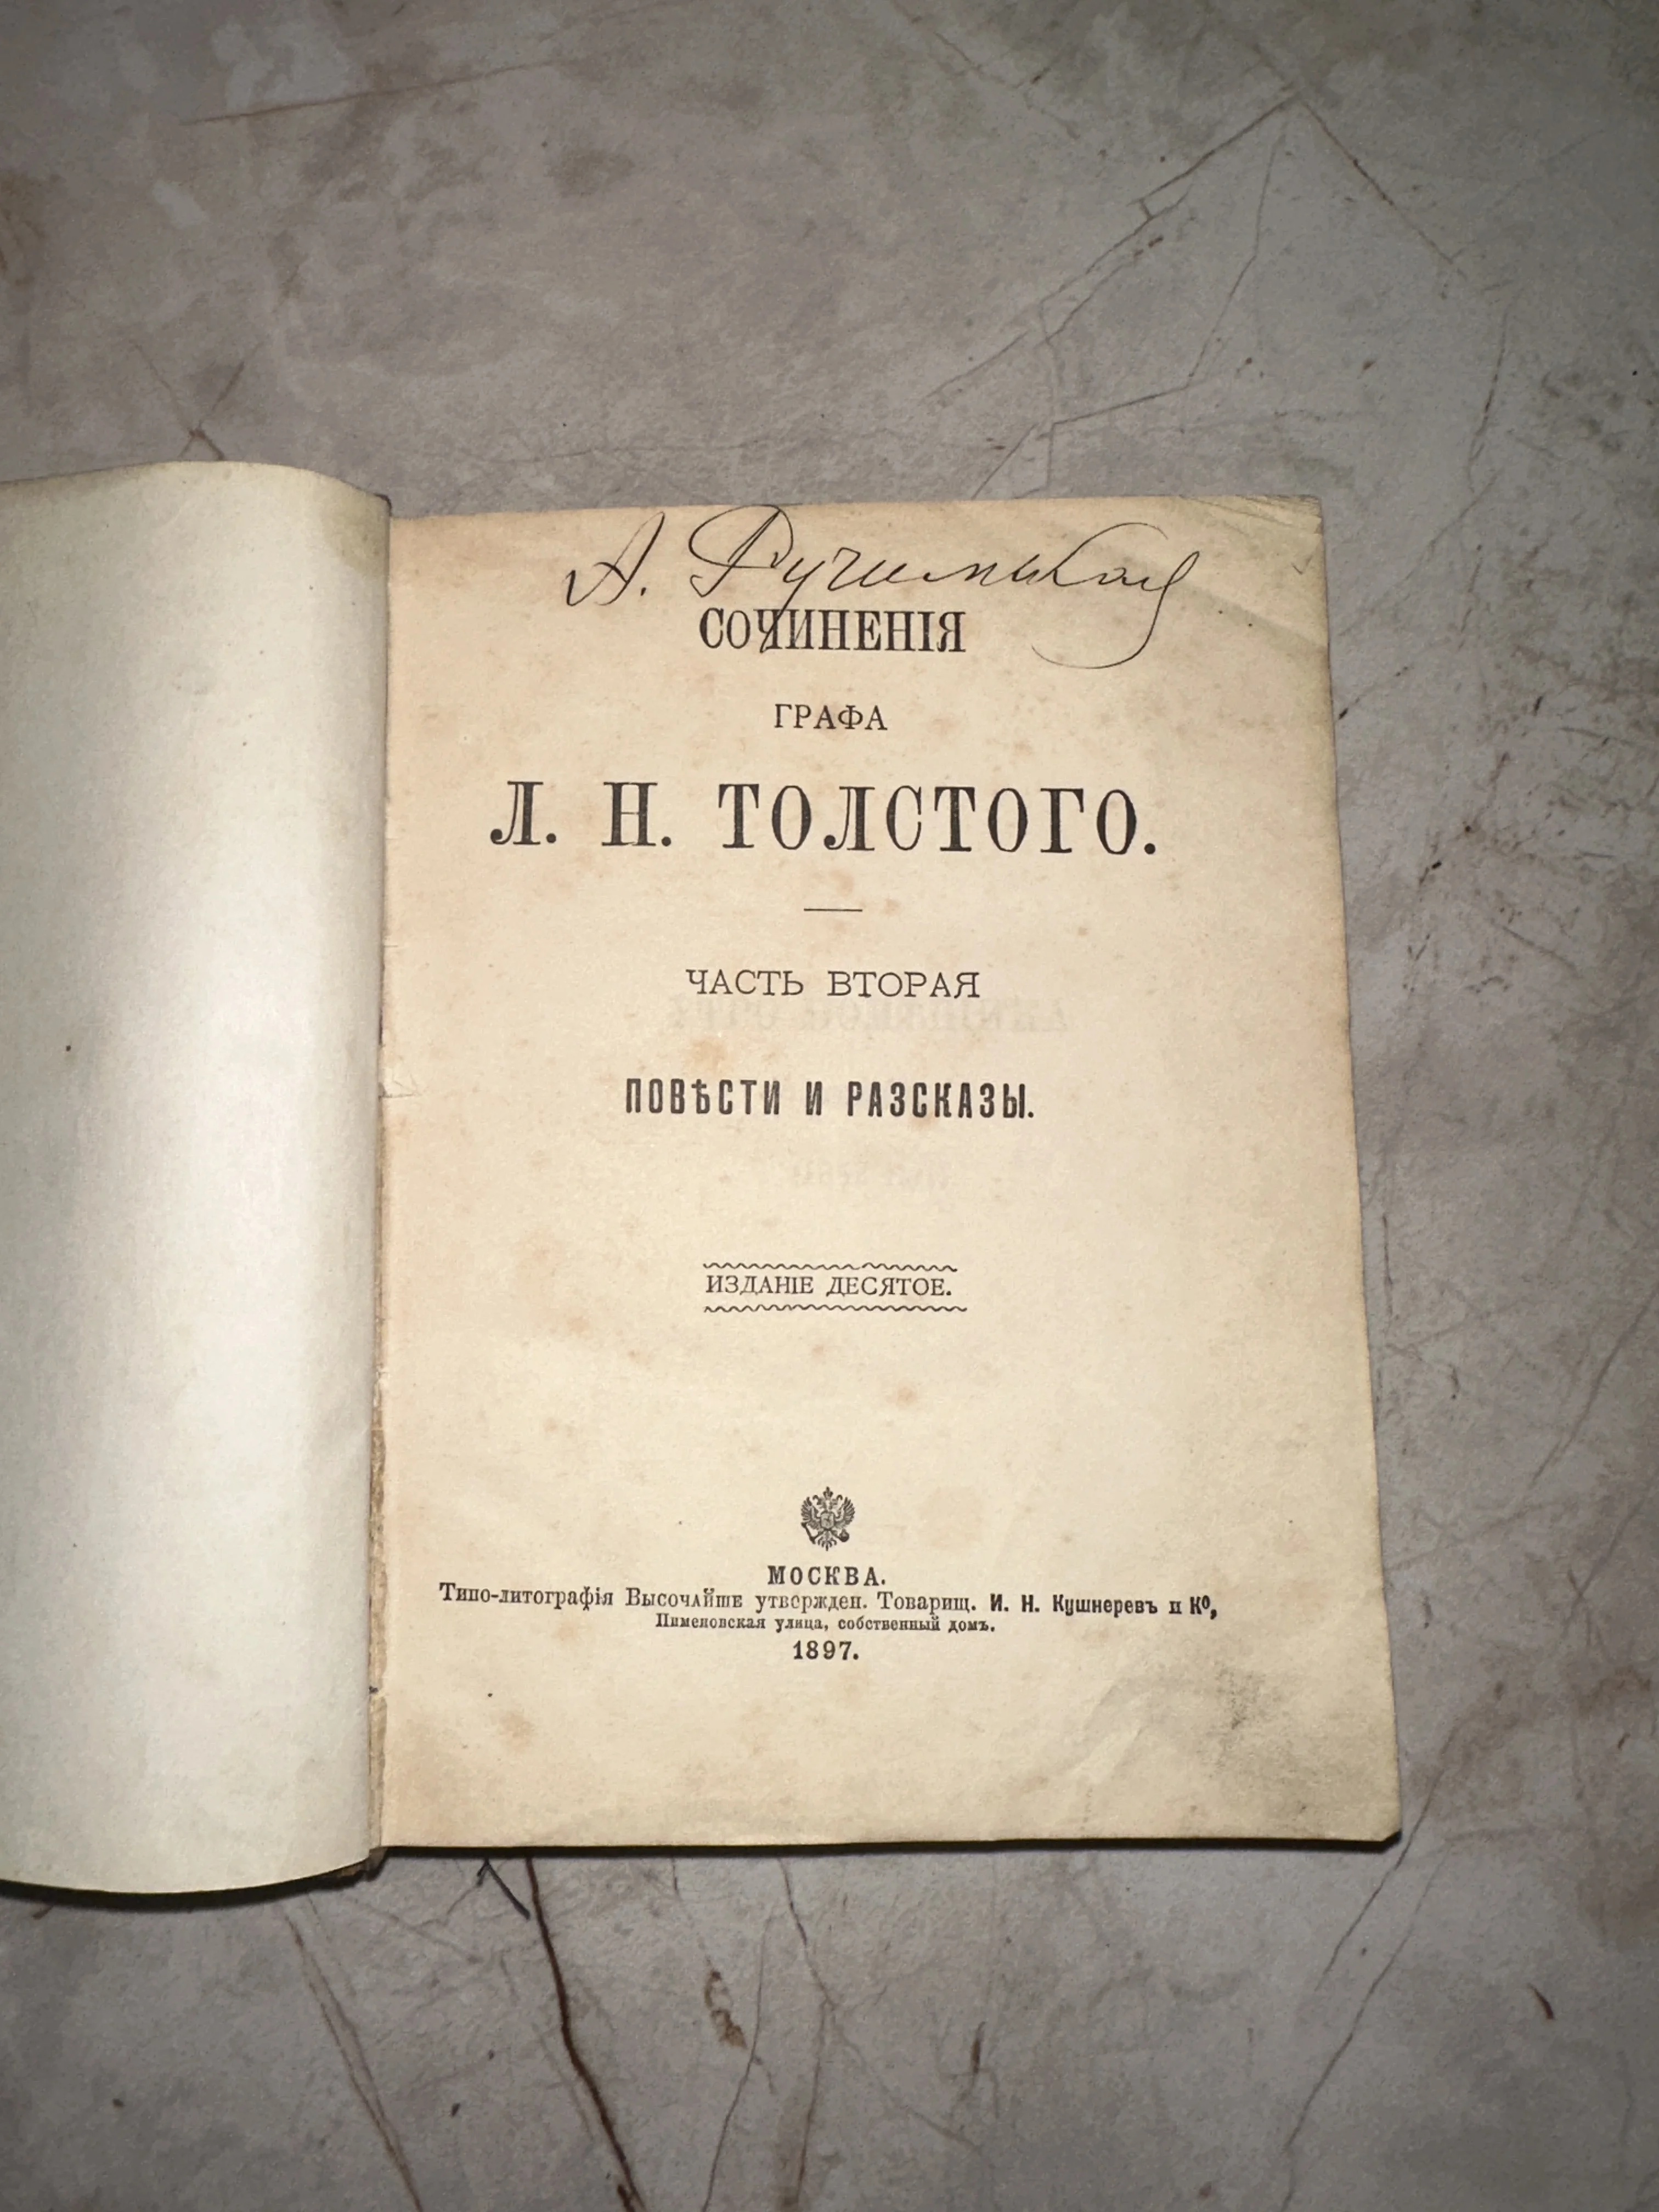 А.
СОЧИНЕНІЯ
ГРАФА
Л. Н. ТОЛСТОГО.
ЧАСТЬ ВТОРАЯ
ПОВѢСТИ И РАЗСКАЗЫ.
ИЗДАНІЕ ДЕСЯТОЕ.
МОСКВА.
Типо-литографія Высочайше утвержден. Товарищ. И. Н. Кушнеревъ и Ко,
Пименовская улица, собственный домъ.
1897.